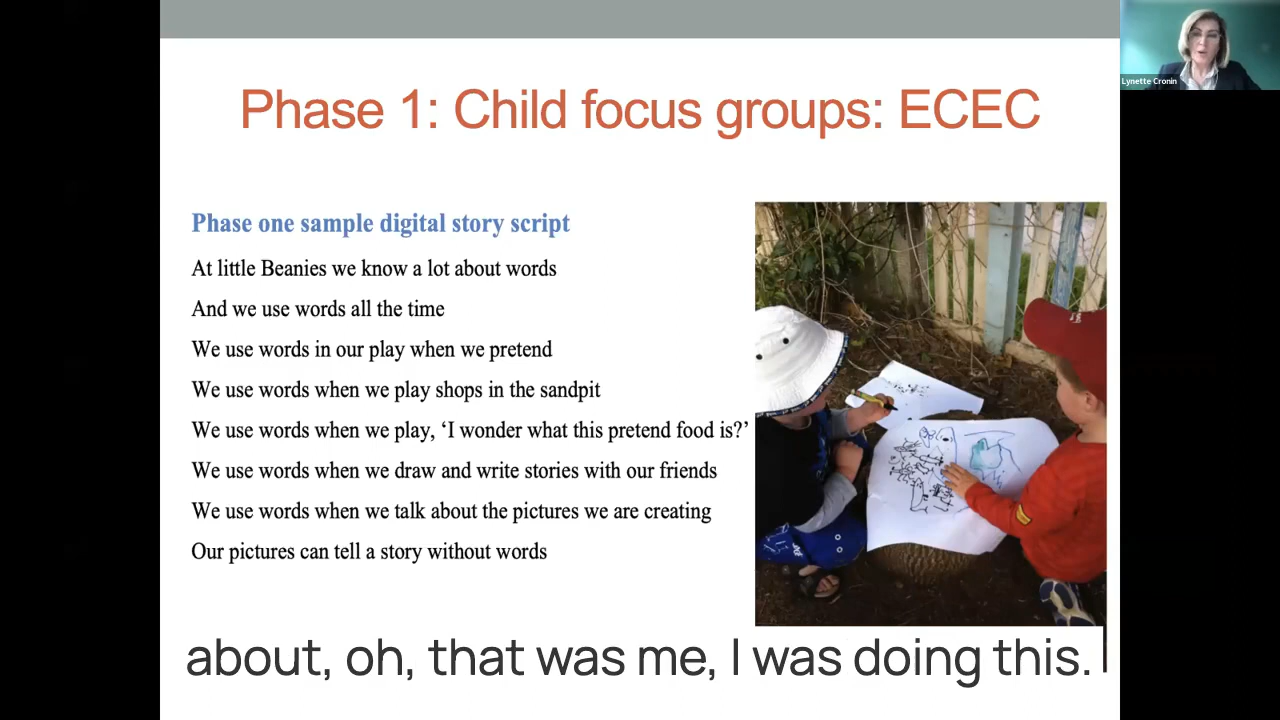 Phase 1: Child focus groups: ECEC
Lynette Cronin
Phase one sample digital story script
At little Beanies we know a lot about words
And we use words all the time
We use words in our play when we pretend
We use words when we play shops in the sandpit
We use words when we play, ‘I wonder what this pretend food is?’
We use words when we draw and write stories with our friends
We use words when we talk about the pictures we are creating
Our pictures can tell a story without words
about, oh, that was me, I was doing this.